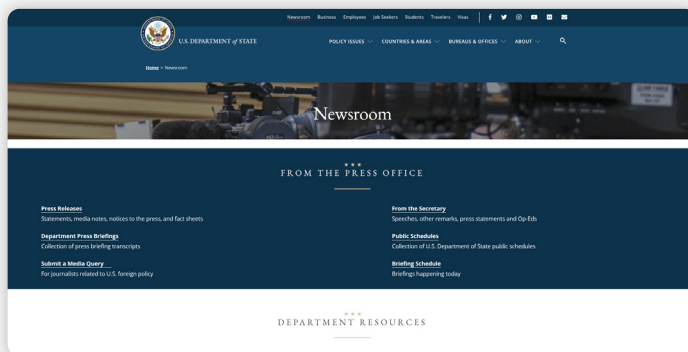 Newsroom Business Employees Job Seekers Students Travelers Visas
U.S. DEPARTMENT of STATE
POLICY ISSUES COUNTRIES & AREAS BUREAUS & OFFICES ABOUT
Home > Newsroom
Newsroom
FROM THE PRESS OFFICE
Press Releases
Statements, media notes, notices to the press, and fact sheets
Department Press Briefings
Collection of press briefing transcripts
Submit a Media Query
For journalists related to U.S. foreign policy
From the Secretary
Speeches, other remarks, press statements and Op-Eds
Public Schedules
Collection of U.S. Department of State public schedules
Briefing Schedule
Briefings happening today
DEPARTMENT RESOURCES